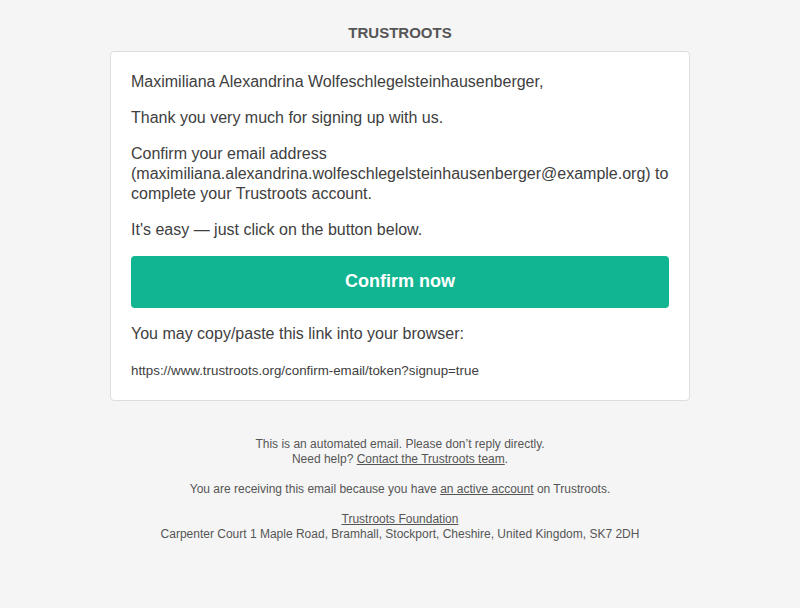 TRUSTROOTS
Maximiliana Alexandrina Wolfeschlegelsteinhausenberger,
Thank you very much for signing up with us.
Confirm your email address
(maximiliana.alexandrina.wolfeschlegelsteinhausenberger@example.org) to
complete your Trustroots account.
It's easy — just click on the button below.
Confirm now
You may copy/paste this link into your browser:
https://www.trustroots.org/confirm-email/token?signup=true
This is an automated email. Please don’t reply directly.
Need help? Contact the Trustroots team.
You are receiving this email because you have an active account on Trustroots.
Trustroots Foundation
Carpenter Court 1 Maple Road, Bramhall, Stockport, Cheshire, United Kingdom, SK7 2DH